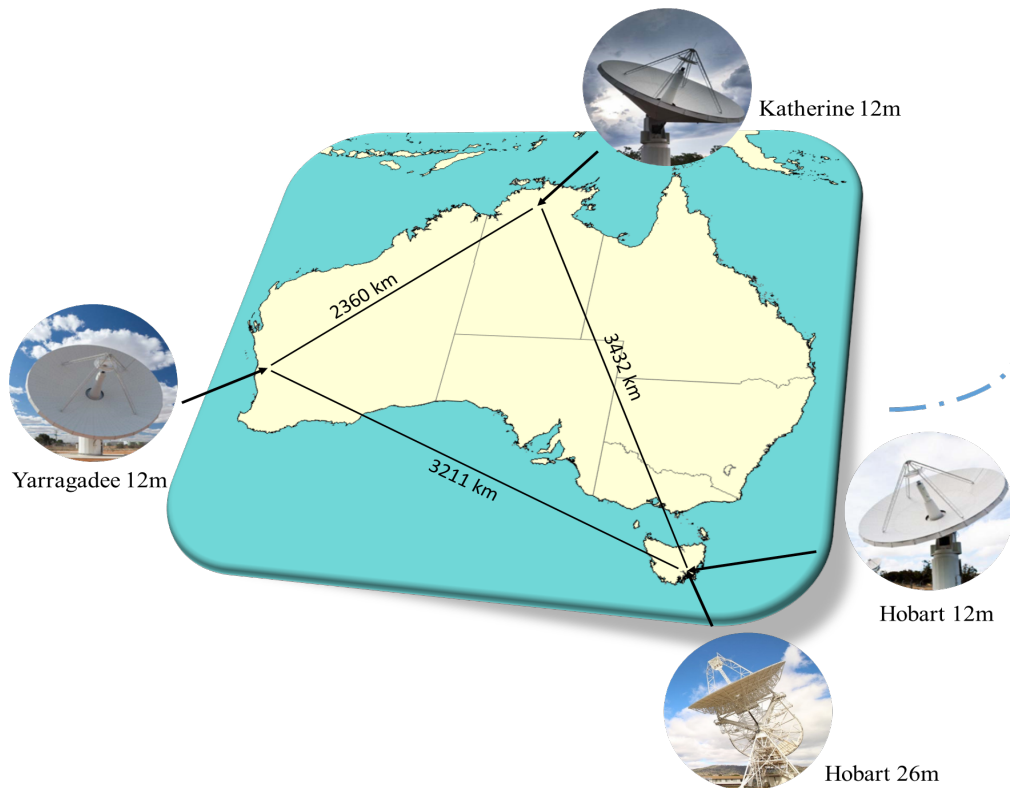 Katherine 12m
2360 km
3432 km
Yarragadee 12m
3211 km
Hobart 12m
Hobart 26m